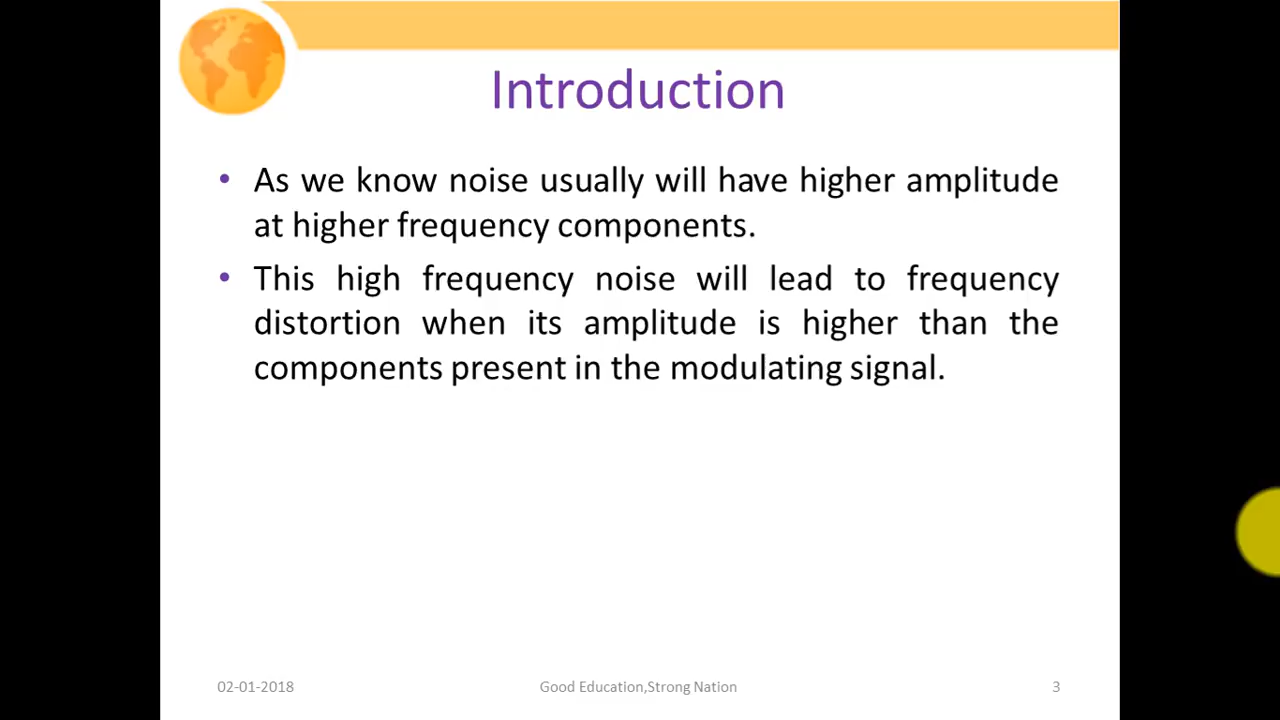 Introduction
• As we know noise usually will have higher amplitude
at higher frequency components.
• This high frequency noise will lead to frequency
distortion when its amplitude is higher than the
components present in the modulating signal.
02-01-2018
Good Education,Strong Nation
3